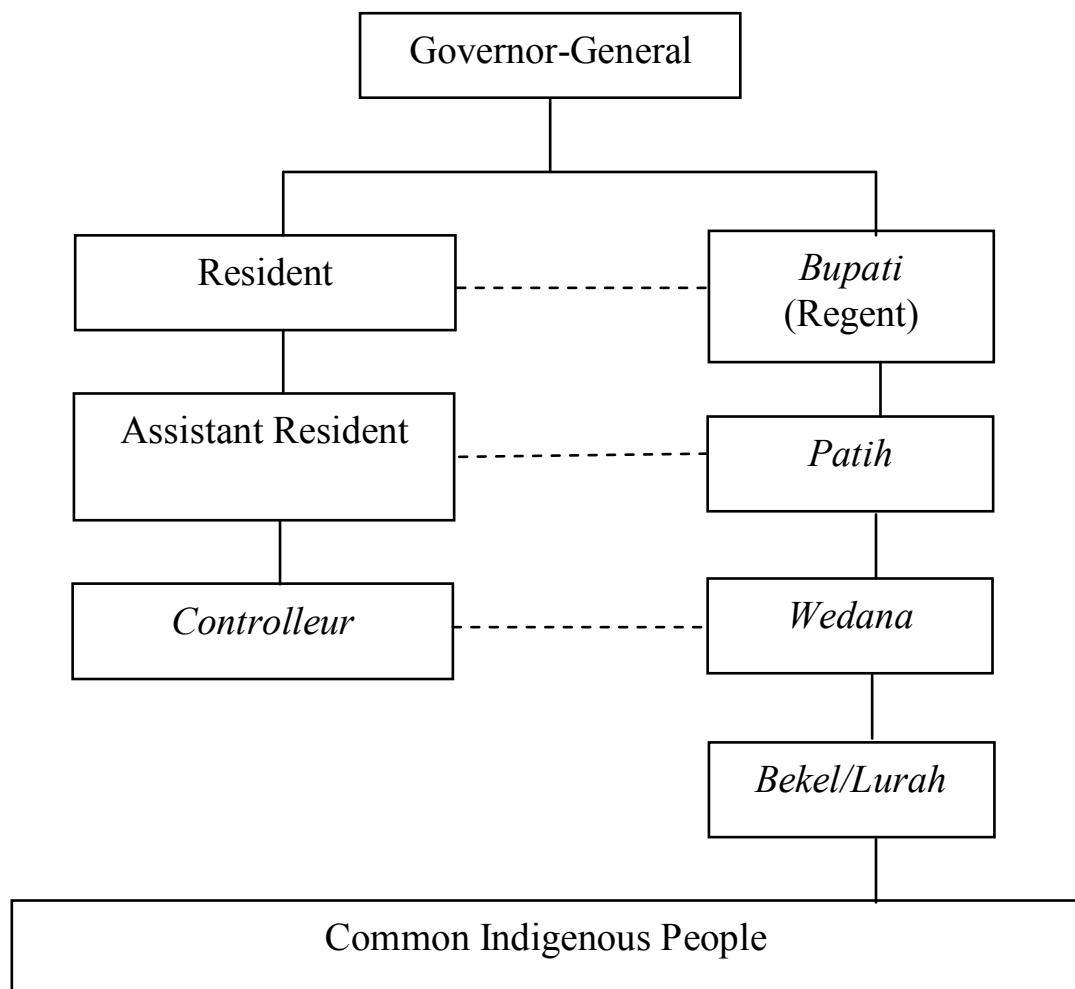 Governor-General
Resident
Bupati
(Regent)
Assistant Resident
Patih
Controlleur
Wedana
Bekel/Lurah
Common Indigenous People